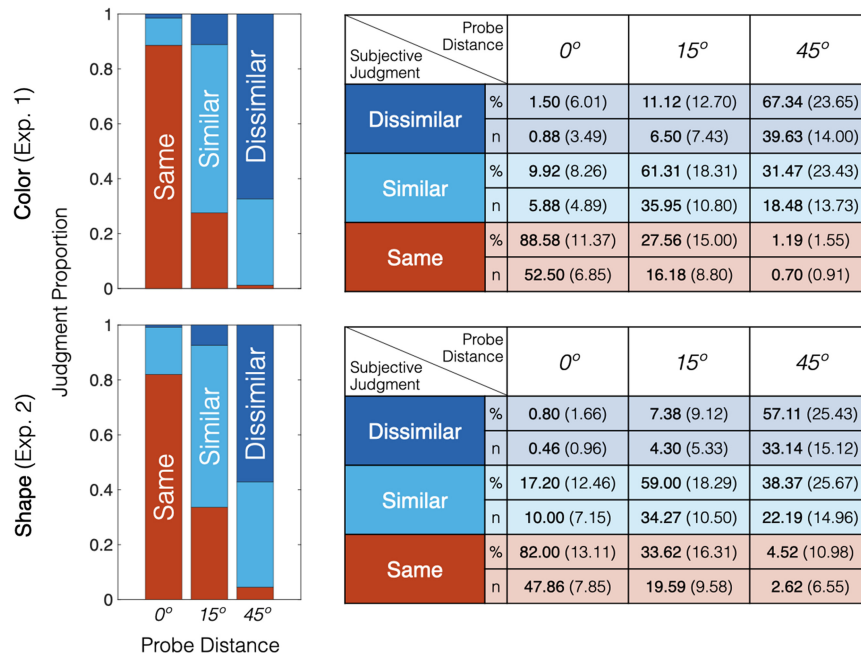 Color (Exp. 1)
Shape (Exp. 2)
Judgment Proportion
1
0.8
0.6
0.4
0.2
0
Same
Similar
Dissimilar
Probe Distance
Subjective Judgment
0º 15º 45º
Dissimilar
% 1.50 (6.01) 11.12 (12.70) 67.34 (23.65)
n 0.88 (3.49) 6.50 (7.43) 39.63 (14.00)
Similar
% 9.92 (8.26) 61.31 (18.31) 31.47 (23.43)
n 5.88 (4.89) 35.95 (10.80) 18.48 (13.73)
Same
% 88.58 (11.37) 27.56 (15.00) 1.19 (1.55)
n 52.50 (6.85) 16.18 (8.80) 0.70 (0.91)
1
0.8
0.6
0.4
0.2
0
Same
Similar
Dissimilar
0º 15º 45º
Probe Distance
Probe Distance
Subjective Judgment
0º 15º 45º
Dissimilar
% 0.80 (1.66) 7.38 (9.12) 57.11 (25.43)
n 0.46 (0.96) 4.30 (5.33) 33.14 (15.12)
Similar
% 17.20 (12.46) 59.00 (18.29) 38.37 (25.67)
n 10.00 (7.15) 34.27 (10.50) 22.19 (14.96)
Same
% 82.00 (13.11) 33.62 (16.31) 4.52 (10.98)
n 47.86 (7.85) 19.59 (9.58) 2.62 (6.55)